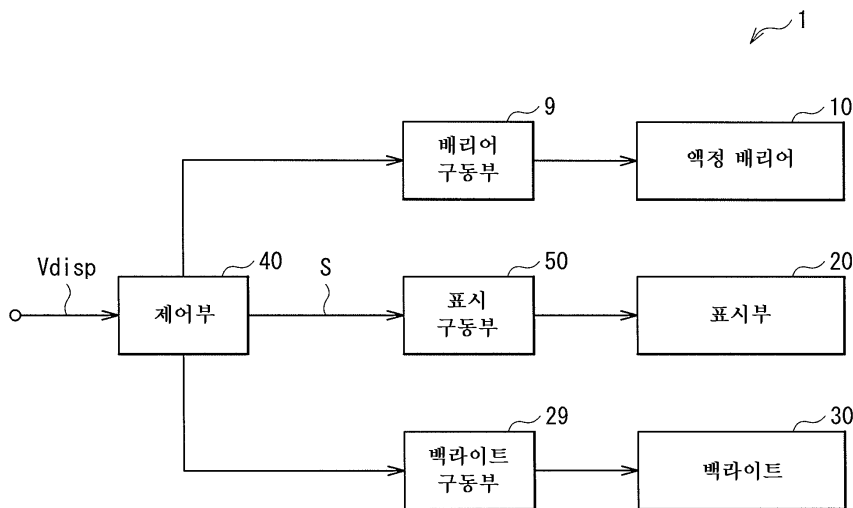 1
9
10
배리어
구동부
액정 배리어
Vdisp
40
S
50
20
제어부
표시
구동부
표시부
29
30
백라이트
구동부
백라이트